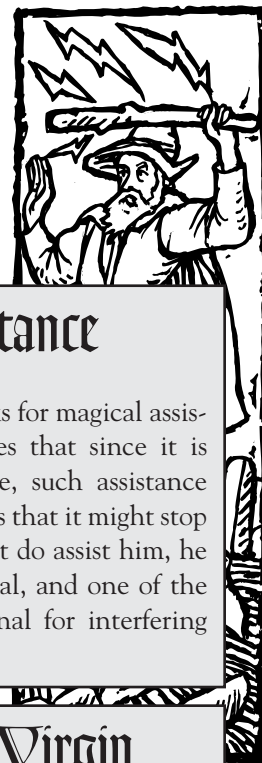 tance
s for magical assis-
es that since it is
e, such assistance
s that it might stop
t do assist him, he
al, and one of the
nal for interfering
Virgin